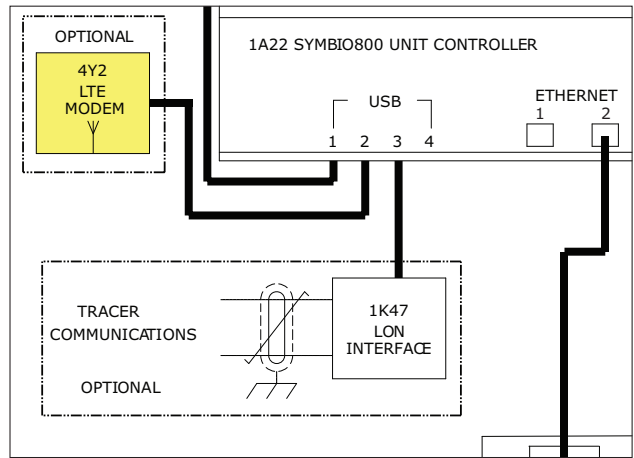 OPTIONAL
4Y2
LTE
MODEM
1A22 SYMBIO800 UNIT CONTROLLER
USB
1 2 3 4
ETHERNET
1 2
TRACER
COMMUNICATIONS
OPTIONAL
1K47
LON
INTERFACE